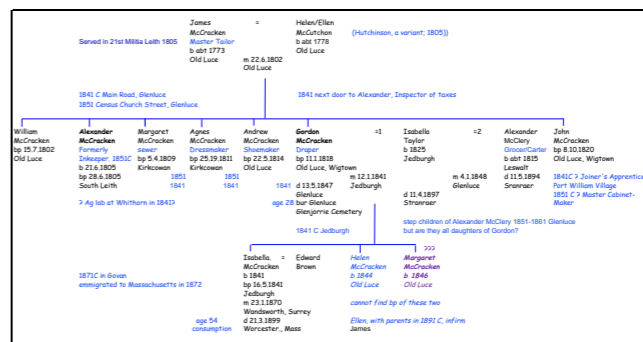 James = Helen/Ellen
McCracken McCutchon {Hutchinson, a variant; 1805})
Served in 21st Militia Leith 1805 Master Tailor b abt 1778
b abt 1773 Old Luce
Old Luce m 22.6.1802
Old Luce
1841 C Main Road, Glenluce 1841 next door to Alexander, Inspector of taxes
1851 Census Church Street, Glenluce
William Alexander Margaret Agnes Andrew Gordon =1 Isabella =2 Alexander John
McCracken McCracken McCracken McCracken McCracken McCracken Taylor McClery McCracken
bp 15.7.1802 Formerly sewer Dressmaker Shoemaker Draper b 1825 Grocer/Carter bp 8.10.1820
Old Luce Inkeeper. 1851C bp 5.4.1809 bp 25.19.1811 bp 22.5.1814 bp 11.1.1818 Jedburgh b abt 1815 Old Luce, Wigtown
b 21.6.1805 Kirkcowan Kirkcowan Old Luce Old Luce, Wigtown Leswalt
bp 28.6.1805 1851 1851 m 12.1.1841 m 4.1.1848 d 11.5.1894 1841C ? Joiner's Apprentice
South Leith 1841 1841 1841 d 13.5.1847 Jedburgh Glenluce Sranraer Port William Village
Glenluce d 11.4.1897 1851 C ? Master Cabinet-
? Ag lab at Whithorn in 1841? age 28 bur Glenluce Stranraer Maker
Glenjorrie Cemetery
step children of Alexander McClery 1851-1861 Glenluce
1841 C Jedburgh but are they all daughters of Gordon?
???
Isabella. = Edward Helen Margaret
McCracken Brown McCracken McCracken
1871C in Govan b 1841 b 1844 b 1846
emmigrated to Massachusetts in 1872 bp 16.5.1841 Old Luce Old Luce
Jedburgh
m 23.1.1870 cannot find bp of these two
Wandsworth, Surrey
age 54 d 21.3.1899 Ellen, with parents in 1891 C, infirm
consumption Worcester., Mass James